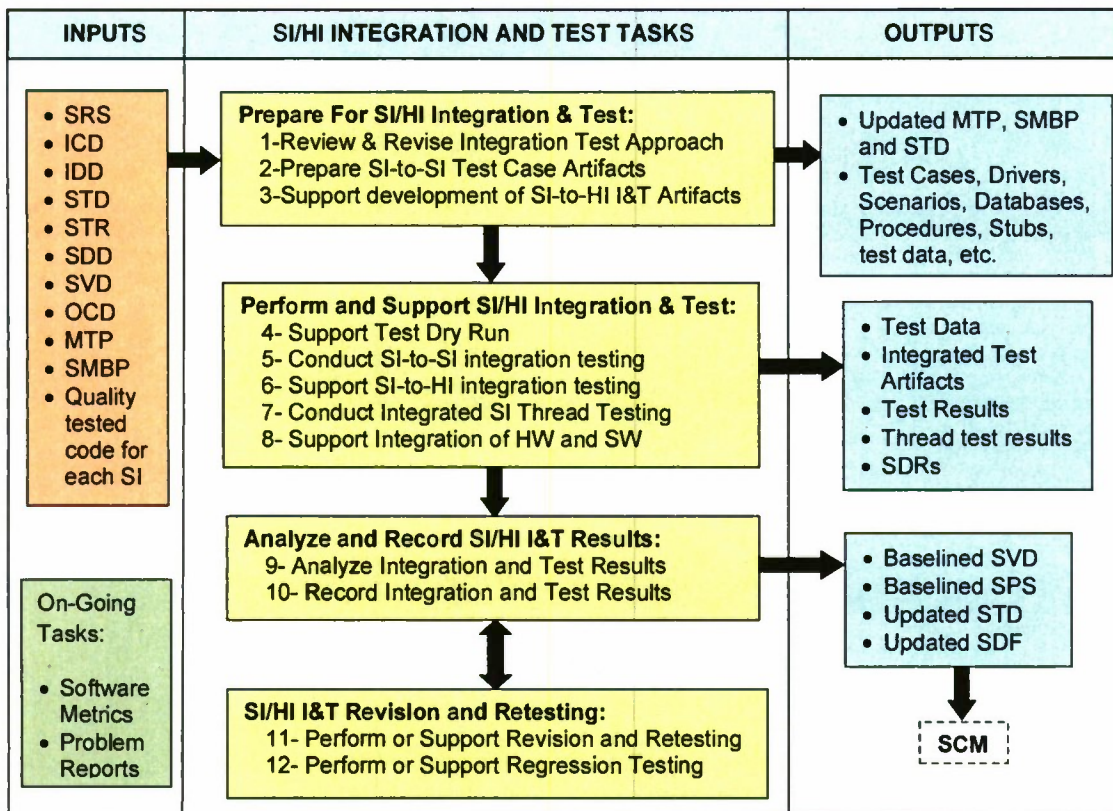 INPUTS
SI/HI INTEGRATION AND TEST TASKS
OUTPUTS
• SRS
• ICD
• IDD
• STD
• STR
• SDD
• SVD
• OCD
• MTP
• SMBP
• Quality
tested
code for
each SI
On-Going
Tasks:
• Software
Metrics
• Problem
Reports
Prepare For SI/HI Integration & Test:
1-Review & Revise Integration Test Approach
2-Prepare SI-to-SI Test Case Artifacts
3-Support development of SI-to-HI I&T Artifacts
Perform and Support SI/HI Integration & Test:
4- Support Test Dry Run
5- Conduct SI-to-SI integration testing
6- Support SI-to-HI integration testing
7- Conduct Integrated SI Thread Testing
8- Support Integration of HW and SW
Analyze and Record SI/HI I&T Results:
9- Analyze Integration and Test Results
10- Record Integration and Test Results
SI/HI I&T Revision and Retesting:
11- Perform or Support Revision and Retesting
12- Perform or Support Regression Testing
• Updated MTP, SMBP
and STD
• Test Cases, Drivers,
Scenarios, Databases,
Procedures, Stubs,
test data, etc.
• Test Data
• Integrated Test
Artifacts
• Test Results
• Thread test results
• SDRs
• Baselined SVD
• Baselined SPS
• Updated STD
• Updated SDF
SCM